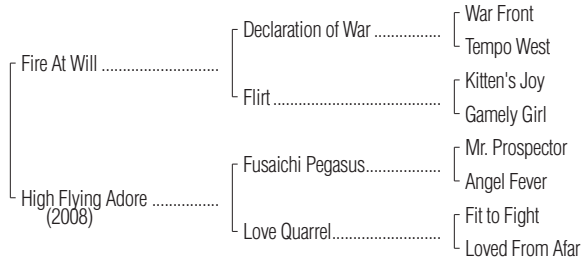 War Front
Declaration of War ................
Tempo West
Fire At Will ............................
Kitten's Joy
Flirt ........................................
Gamely Girl
Mr. Prospector
Fusaichi Pegasus..................
Angel Fever
High Flying Adore ................
(2008)
Fit to Fight
Love Quarrel..........................
Loved From Afar